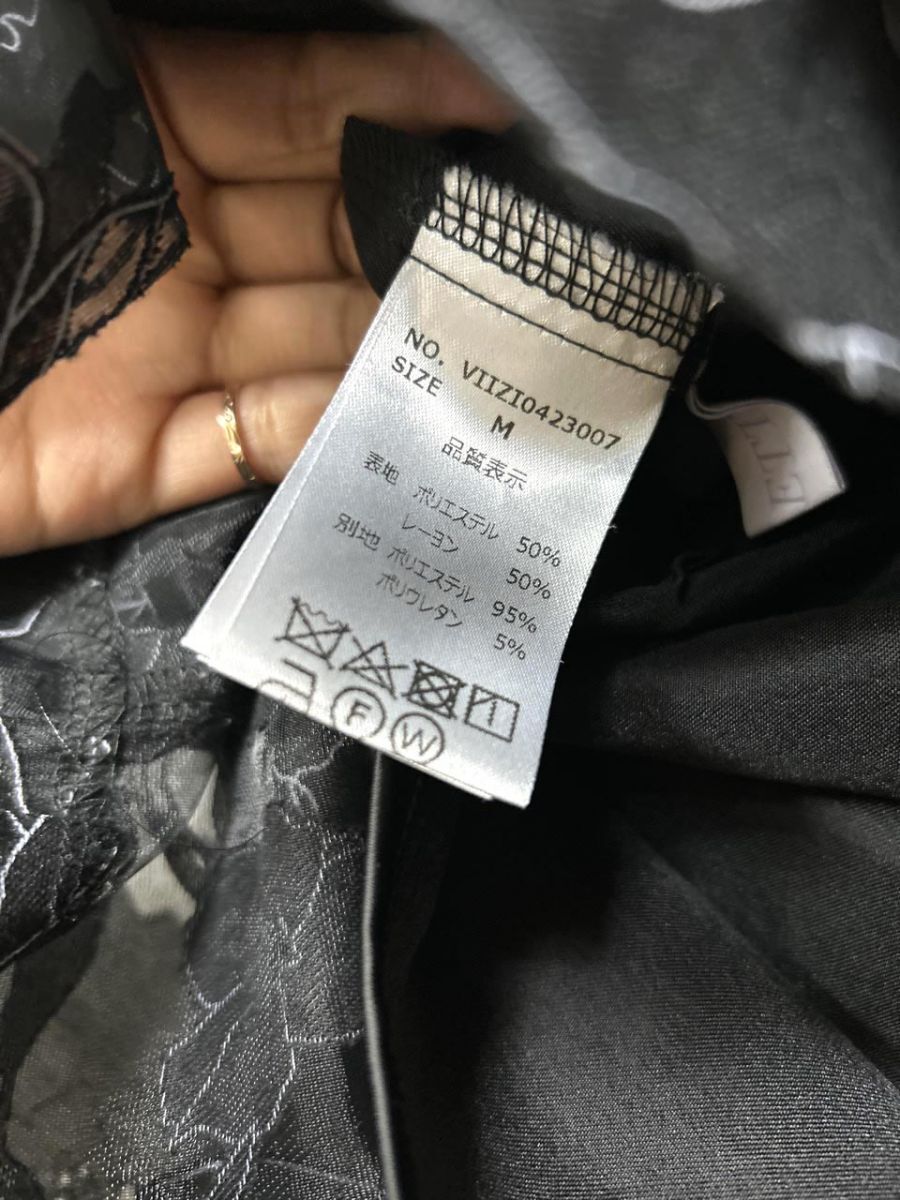 NO. VIIZI0423007
SIZE M
品質表示
表地 ポリエステル 50%
レーヨン 50%
別地 ポリエステル 95%
ポリウレタン 5%
F W